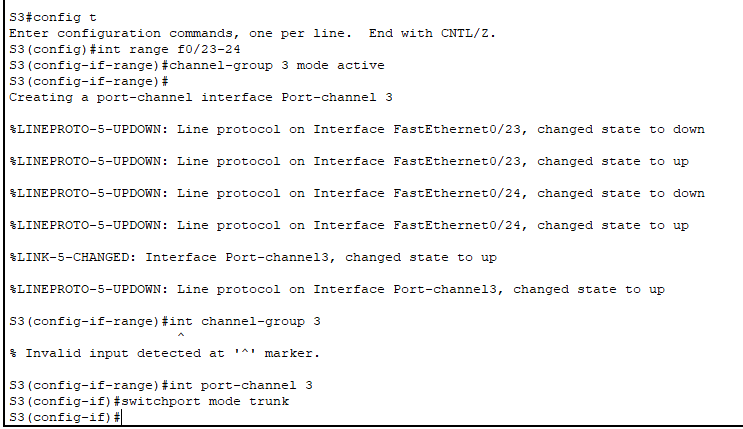 S3#config t
Enter configuration commands, one per line.  End with CNTL/Z.
S3(config)#int range f0/23-24
S3(config-if-range)#channel-group 3 mode active
S3(config-if-range)#
Creating a port-channel interface Port-channel 3
%LINEPROTO-5-UPDOWN: Line protocol on Interface FastEthernet0/23, changed state to down
%LINEPROTO-5-UPDOWN: Line protocol on Interface FastEthernet0/23, changed state to up
%LINEPROTO-5-UPDOWN: Line protocol on Interface FastEthernet0/24, changed state to down
%LINEPROTO-5-UPDOWN: Line protocol on Interface FastEthernet0/24, changed state to up
%LINK-5-CHANGED: Interface Port-channel3, changed state to up
%LINEPROTO-5-UPDOWN: Line protocol on Interface Port-channel3, changed state to up
S3(config-if-range)#int channel-group 3
^
% Invalid input detected at '^' marker.
S3(config-if-range)#int port-channel 3
S3(config-if)#switchport mode trunk
S3(config-if)#